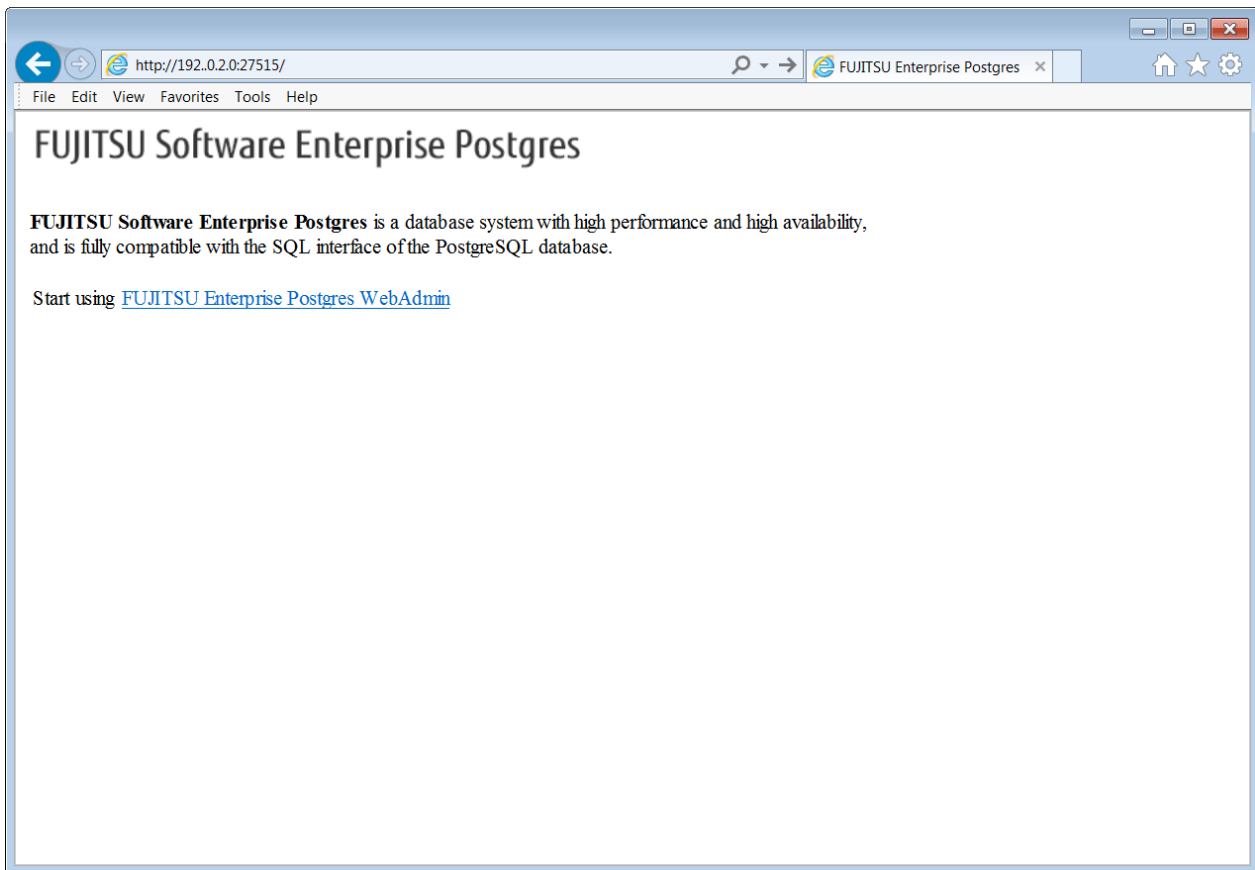 http://192..0.2.0:27515/
FUJITSU Enterprise Postgres
File Edit View Favorites Tools Help
FUJITSU Software Enterprise Postgres
FUJITSU Software Enterprise Postgres is a database system with high performance and high availability,
and is fully compatible with the SQL interface of the PostgreSQL database.
Start using FUJITSU Enterprise Postgres WebAdmin